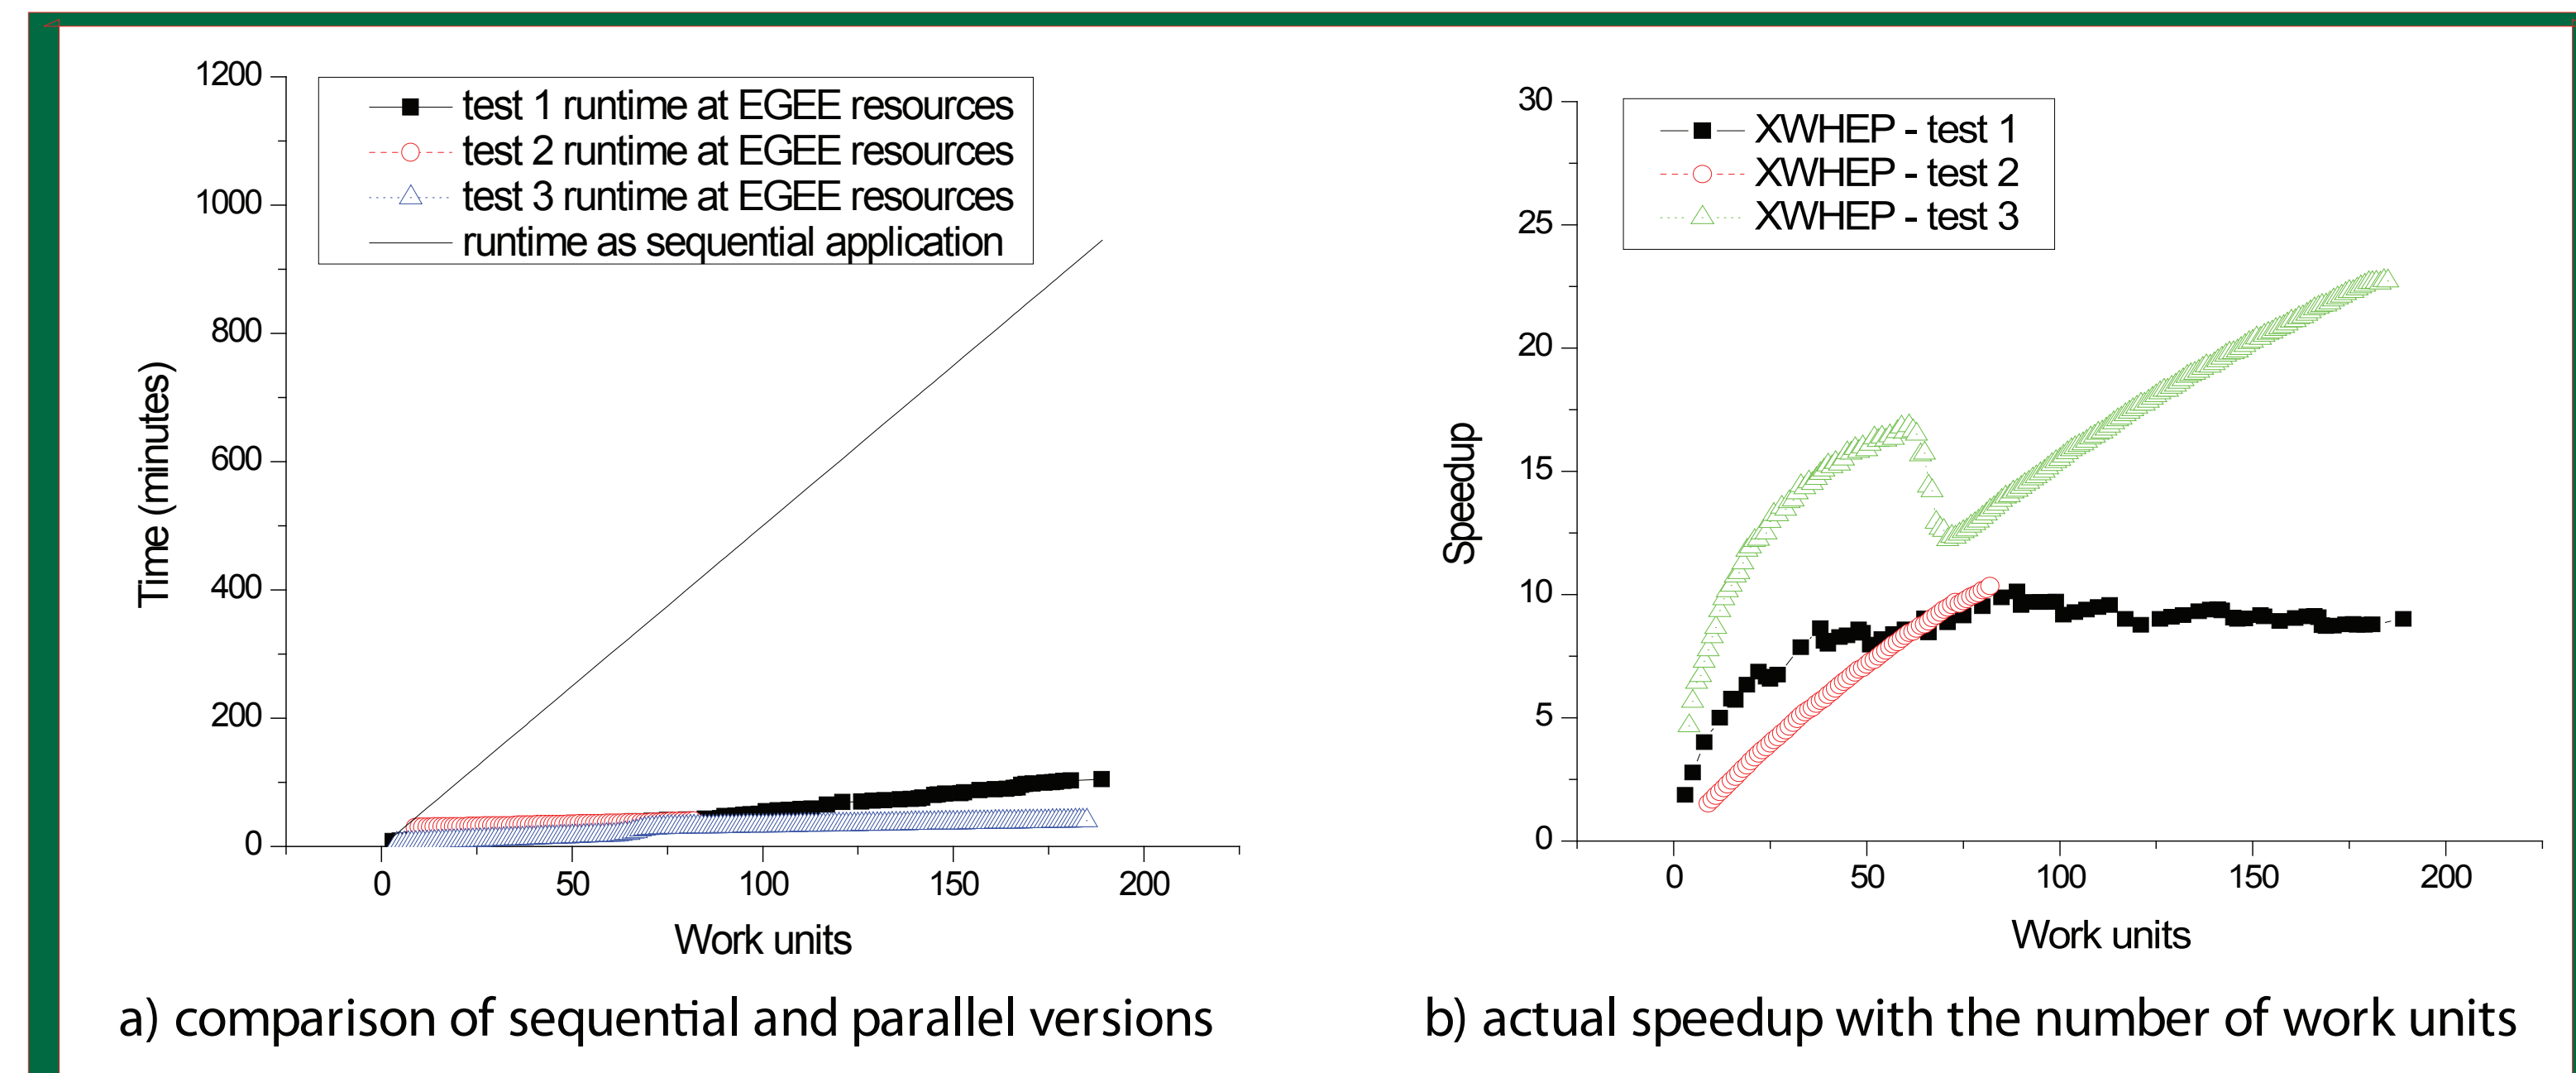 1200
1000
800
600
400
200
0
Time (minutes)
test 1 runtime at EGEE resources
test 2 runtime at EGEE resources
test 3 runtime at EGEE resources
runtime as sequential application
0 50 100 150 200
Work units
a) comparison of sequential and parallel versions
30
25
20
15
10
5
0
Speedup
XWHEP - test 1
XWHEP - test 2
XWHEP - test 3
0 50 100 150 200
Work units
b) actual speedup with the number of work units